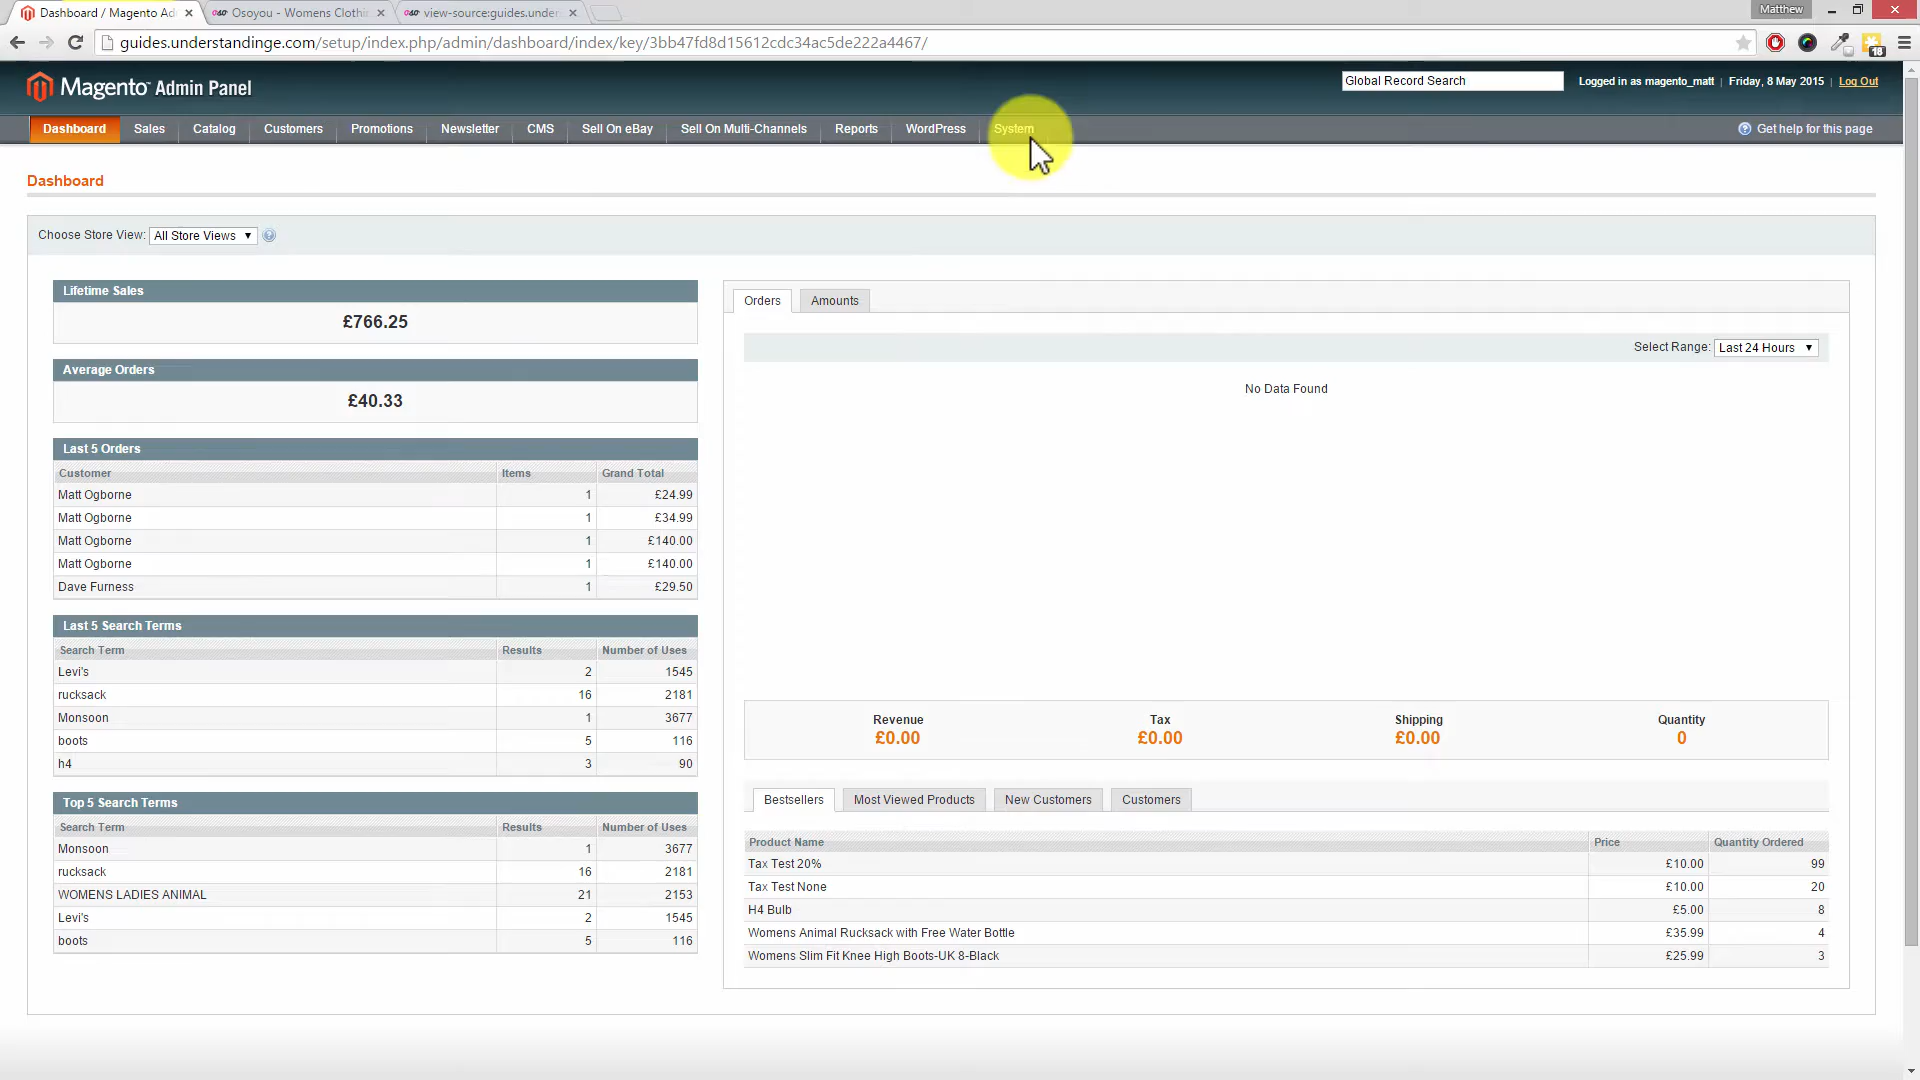 Dashboard / Magento Ad
Osoyou - Womens Clothi
view-source:guides.under
Matthew
guides.understandinge.com/setup/index.php/admin/dashboard/index/key/3bb47fd8d15612cdc34ac5de222a4467/
18
Magento™ Admin Panel
Global Record Search
Logged in as magento_matt | Friday, 8 May 2015 | Log Out
Dashboard Sales Catalog Customers Promotions Newsletter CMS Sell On eBay Sell On Multi-Channels Reports WordPress System
Get help for this page
Dashboard
Choose Store View: All Store Views
Lifetime Sales
£766.25
Average Orders
£40.33
Last 5 Orders
Customer Items Grand Total
Matt Ogborne 1 £24.99
Matt Ogborne 1 £34.99
Matt Ogborne 1 £140.00
Matt Ogborne 1 £140.00
Dave Furness 1 £29.50
Last 5 Search Terms
Search Term Results Number of Uses
Levi's 2 1545
rucksack 16 2181
Monsoon 1 3677
boots 5 116
h4 3 90
Top 5 Search Terms
Search Term Results Number of Uses
Monsoon 1 3677
rucksack 16 2181
WOMENS LADIES ANIMAL 21 2153
Levi's 2 1545
boots 5 116
Orders Amounts
Select Range: Last 24 Hours
No Data Found
Revenue Tax Shipping Quantity
£0.00 £0.00 £0.00 0
Bestsellers Most Viewed Products New Customers Customers
Product Name Price Quantity Ordered
Tax Test 20% £10.00 99
Tax Test None £10.00 20
H4 Bulb £5.00 8
Womens Animal Rucksack with Free Water Bottle £35.99 4
Womens Slim Fit Knee High Boots-UK 8-Black £25.99 3